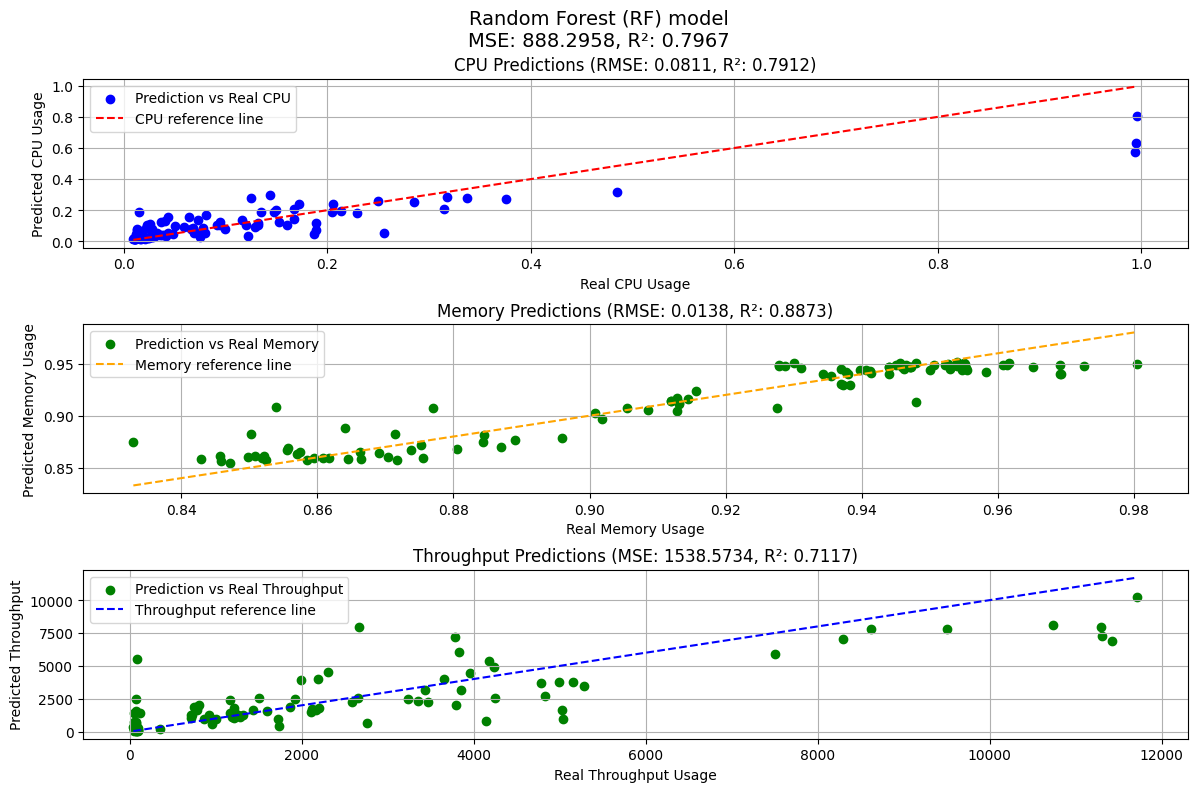 Random Forest (RF) model
MSE: 888.2958, R²: 0.7967
CPU Predictions (RMSE: 0.0811, R²: 0.7912)
Predicted CPU Usage
1.0
0.8
0.6
0.4
0.2
0.0
Prediction vs Real CPU
CPU reference line
0.0 0.2 0.4 0.6 0.8 1.0
Real CPU Usage
Memory Predictions (RMSE: 0.0138, R²: 0.8873)
Predicted Memory Usage
0.95
0.90
0.85
Prediction vs Real Memory
Memory reference line
0.84 0.86 0.88 0.90 0.92 0.94 0.96 0.98
Real Memory Usage
Throughput Predictions (MSE: 1538.5734, R²: 0.7117)
Predicted Throughput
10000
7500
5000
2500
0
Prediction vs Real Throughput
Throughput reference line
0 2000 4000 6000 8000 10000 12000
Real Throughput Usage